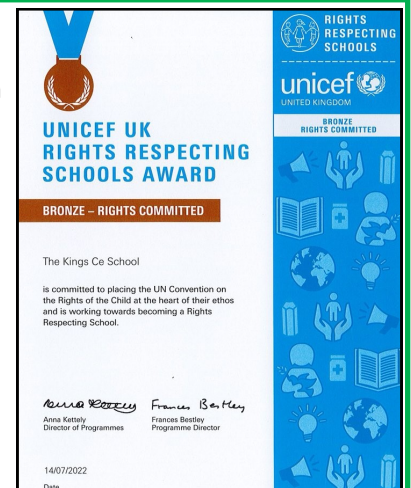 UNICEF UK
RIGHTS RESPECTING
SCHOOLS AWARD
BRONZE – RIGHTS COMMITTED
The Kings Ce School
is committed to placing the UN Convention on
the Rights of the Child at the heart of their ethos
and is working towards becoming a Rights
Respecting School.
Anna Kettely
Frances Bestley
Anna Kettely
Director of Programmes
Frances Bestley
Programme Director
14/07/2022
Date
RIGHTS
RESPECTING
SCHOOLS
unicef
UNITED KINGDOM
BRONZE
RIGHTS COMMITTED